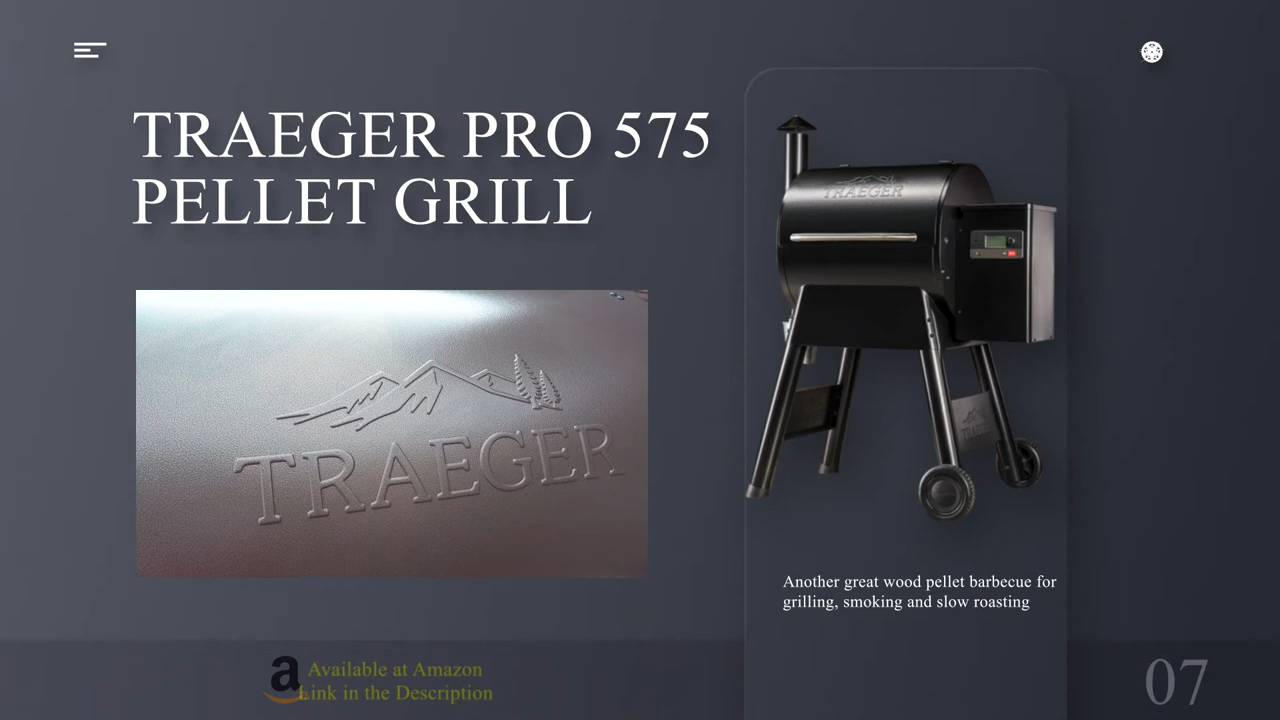 TRAEGER PRO 575
PELLET GRILL
TRAEGER
TRAEGER
Another great wood pellet barbecue for
grilling, smoking and slow roasting
a
Available at Amazon
Link in the Description
07